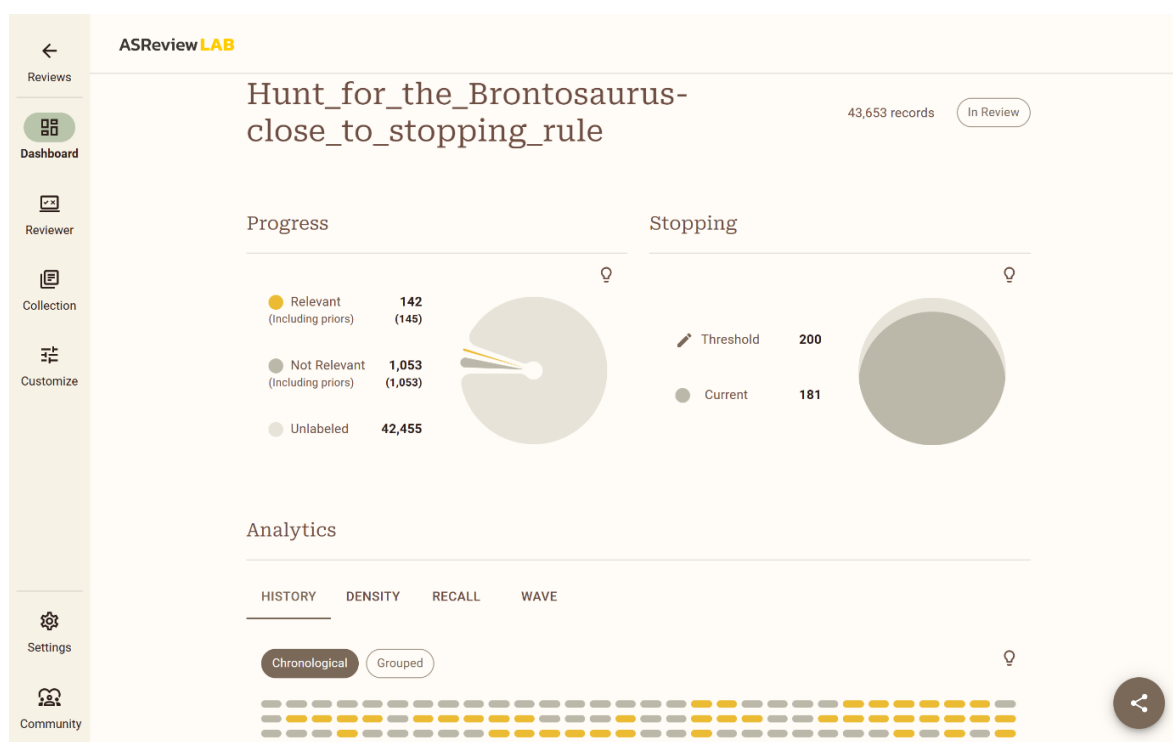 Reviews
Dashboard
Reviewer
Collection
Customize
Settings
Community
ASReview LAB
Hunt_for_the_Brontosaurus-
close_to_stopping_rule
43,653 records
In Review
Progress
Relevant 142
(Including priors) (145)
Not Relevant 1,053
(Including priors) (1,053)
Unlabeled 42,455
Stopping
Threshold 200
Current 181
Analytics
HISTORY DENSITY RECALL WAVE
Chronological Grouped